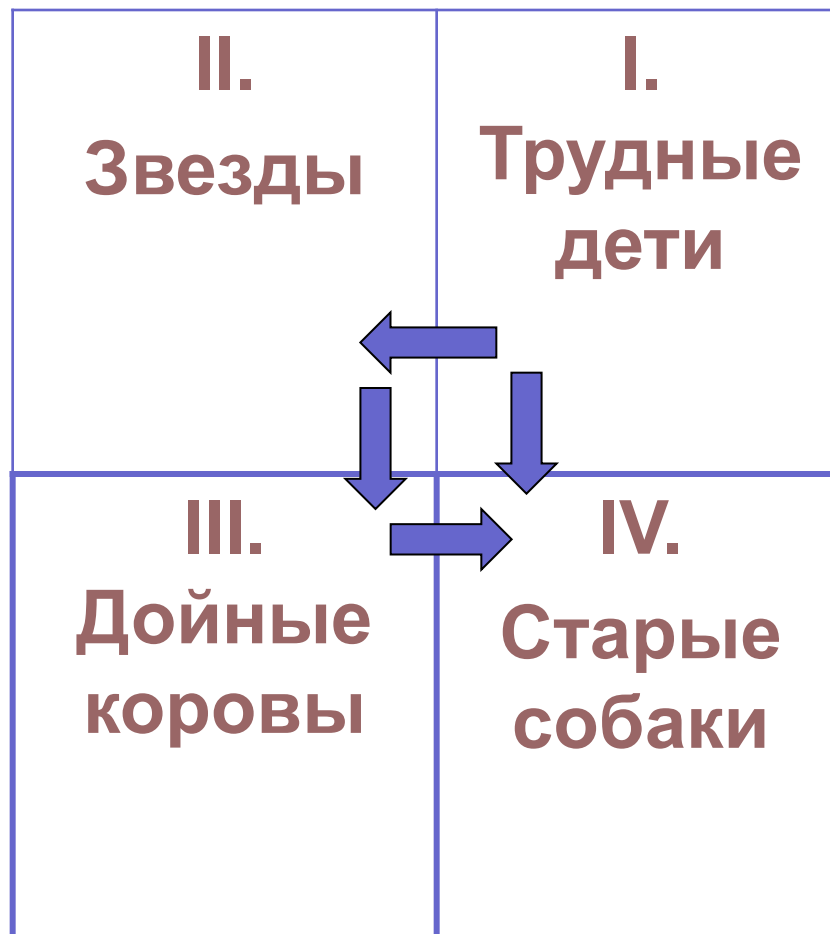 II.
Звезды
I.
Трудные
дети
III.
Дойные
коровы
IV.
Старые
собаки